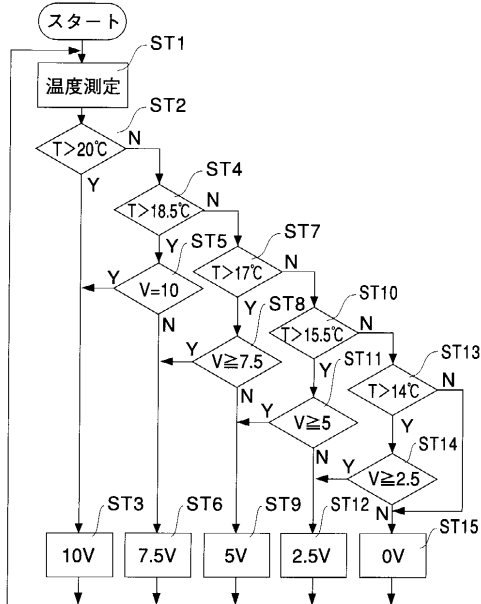 スタート
ST1
温度測定
ST2
T>20℃
N
Y
ST4
T>18.5℃
N
Y
ST5
Y
V=10
N
ST7
T>17℃
N
Y
ST8
Y
V≧7.5
N
ST10
T>15.5℃
N
Y
ST11
Y
V≧5
N
ST13
T>14℃
N
Y
ST14
Y
V≧2.5
N
ST3
10V
ST6
7.5V
ST9
5V
ST12
2.5V
ST15
0V